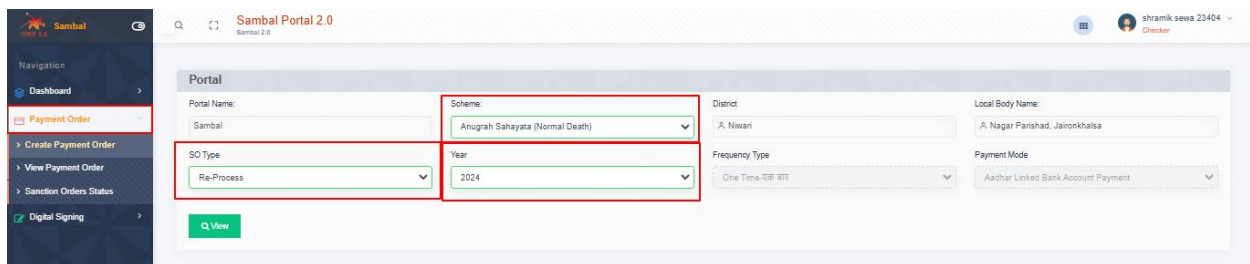 Sambal
Sambal Portal 2.0
Sambal 2.0
shramik sewa 23404
Checker
Navigation
Dashboard
Payment Order
Create Payment Order
View Payment Order
Sanction Orders Status
Digital Signing
Portal
Portal Name:
Scheme:
District
Local Body Name:
Sambal
Anugrah Sahayata (Normal Death)
Niwari
Nagar Parishad, Jaironkhalsa
SO Type
Year
Frequency Type
Payment Mode
Re-Process
2024
One Time-एक बार
Aadhar Linked Bank Account Payment
View